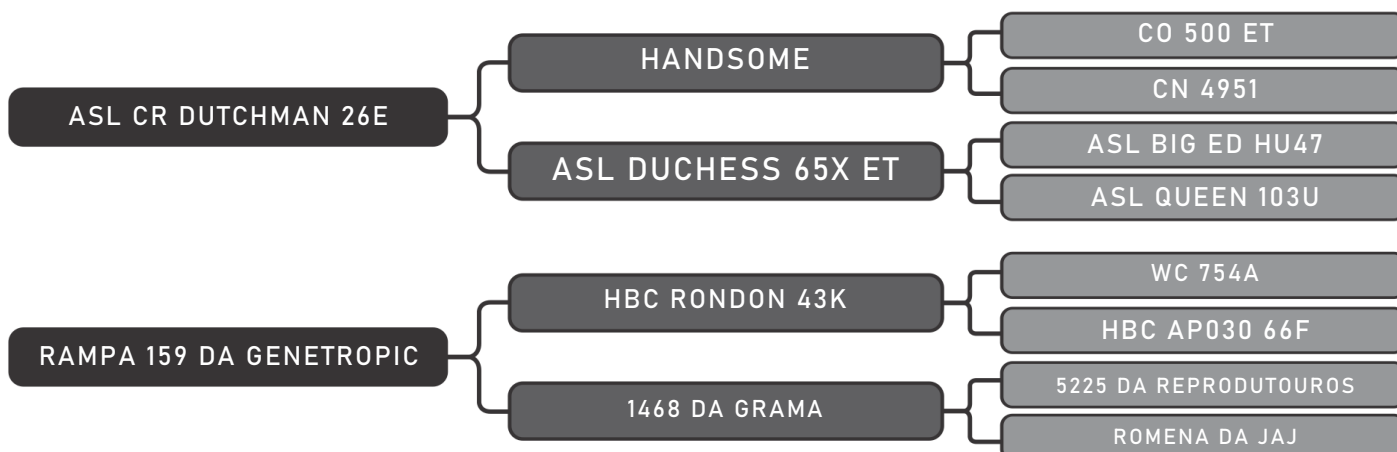 CO 500 ET
HANDSOME
CN 4951
ASL CR DUTCHMAN 26E
ASL BIG ED HU47
ASL DUCHESS 65X ET
ASL QUEEN 103U
WC 754A
HBC RONDON 43K
HBC AP030 66F
RAMPA 159 DA GENETROPIC
5225 DA REPRODUTOUROS
1468 DA GRAMA
ROMENA DA JAJ